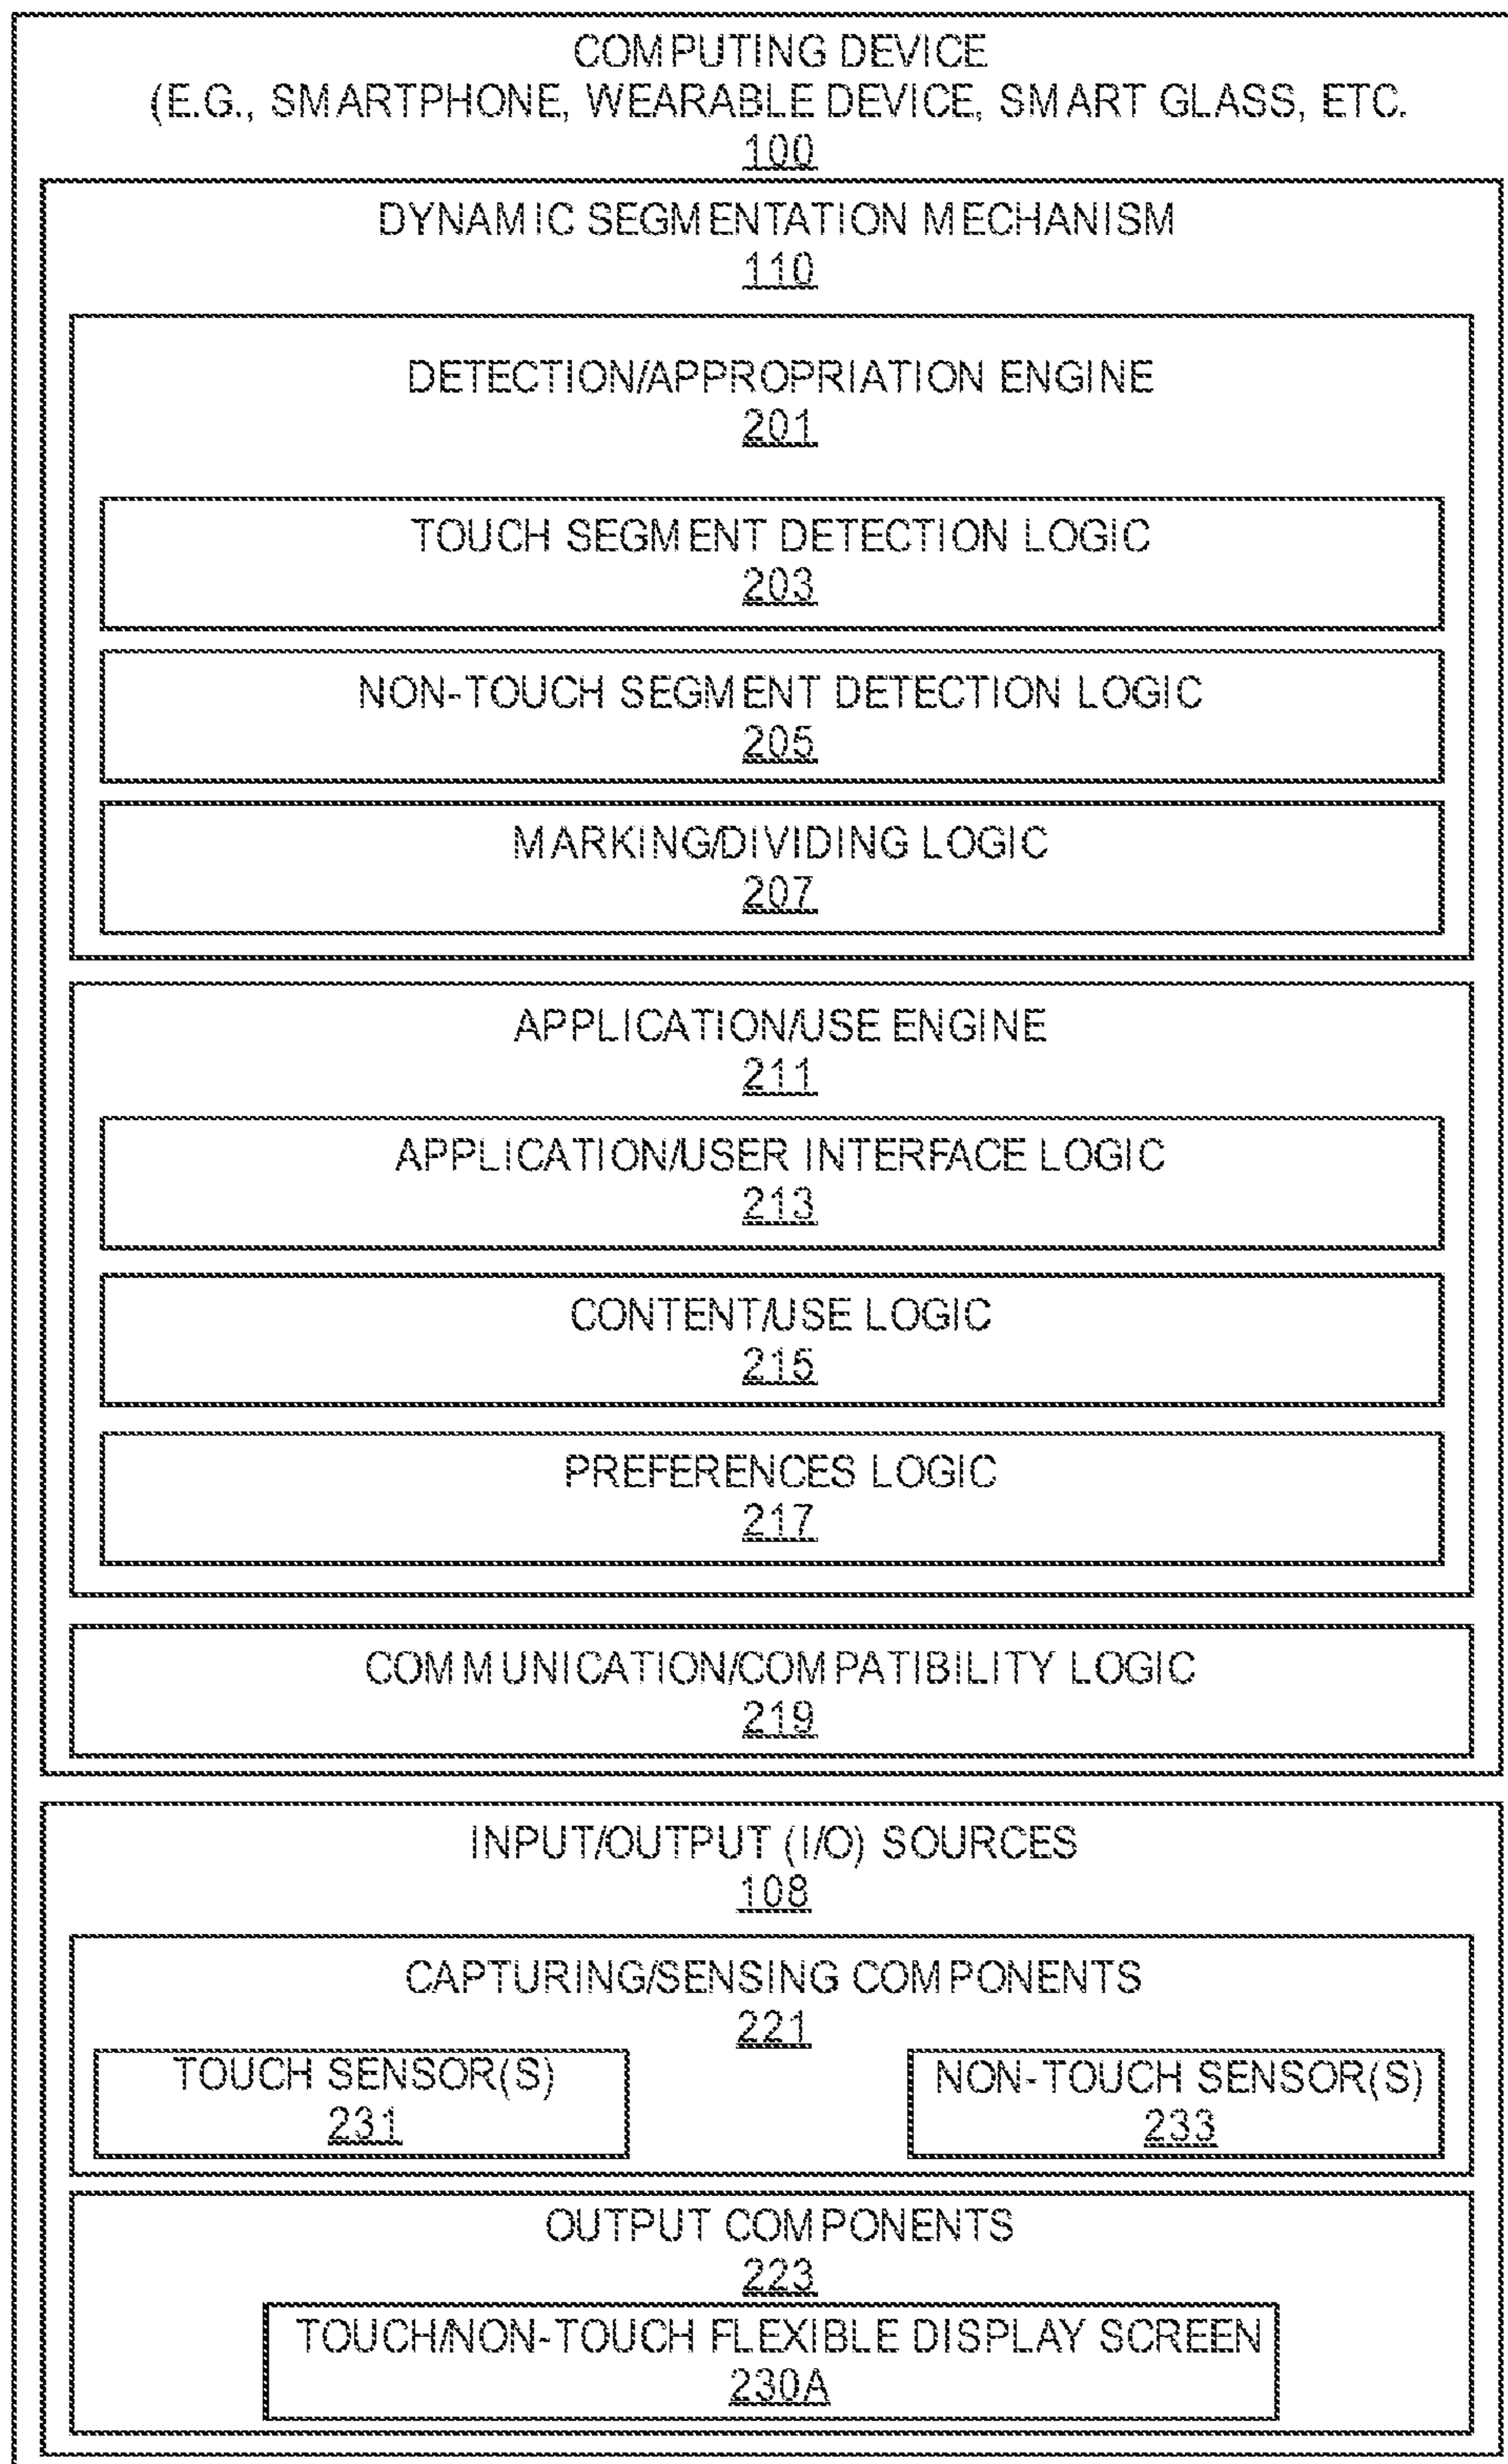 COMPUTING DEVICE
(E.G., SMARTPHONE, WEARABLE DEVICE, SMART GLASS, ETC.
100
DYNAMIC SEGMENTATION MECHANISM
110
DETECTION/APPROPRIATION ENGINE
201
TOUCH SEGMENT DETECTION LOGIC
203
NON-TOUCH SEGMENT DETECTION LOGIC
205
MARKING/DIVIDING LOGIC
207
APPLICATION/USE ENGINE
211
APPLICATION/USER INTERFACE LOGIC
213
CONTENT/USE LOGIC
215
PREFERENCES LOGIC
217
COMMUNICATION/COMPATIBILITY LOGIC
219
INPUT/OUTPUT (I/O) SOURCES
108
CAPTURING/SENSING COMPONENTS
221
TOUCH SENSOR(S)
231
NON-TOUCH SENSOR(S)
233
OUTPUT COMPONENTS
223
TOUCH/NON-TOUCH FLEXIBLE DISPLAY SCREEN
230A